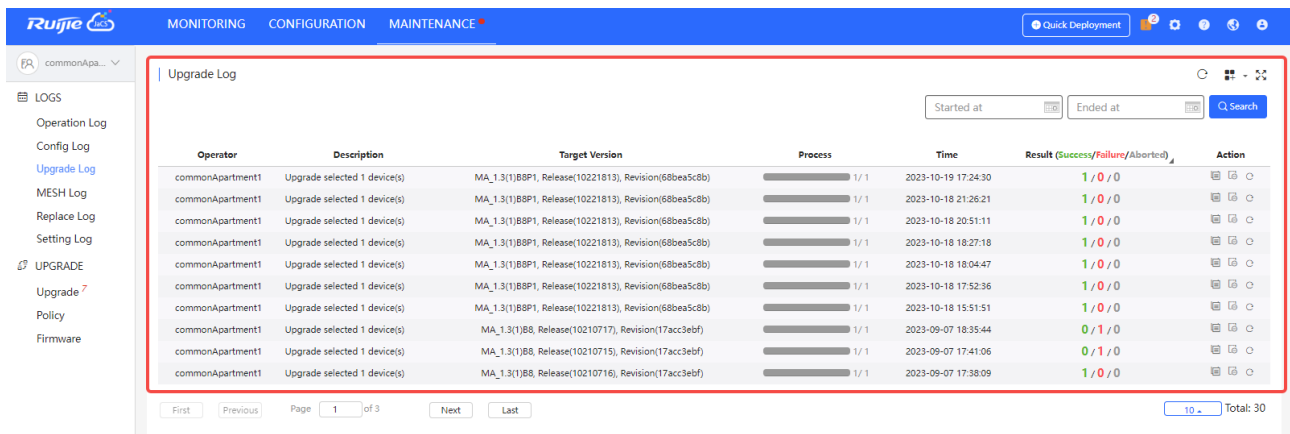 Ruijie JaCS MONITORING CONFIGURATION MAINTENANCE Quick Deployment 2
commonApa...
LOGS
Operation Log
Config Log
Upgrade Log
MESH Log
Replace Log
Setting Log
UPGRADE
Upgrade 7
Policy
Firmware
Upgrade Log
Started at Ended at Search
Operator Description Target Version Process Time Result (Success/Failure/Aborted) Action
commonApartment1 Upgrade selected 1 device(s) MA_1.3(1)B8P1, Release(10221813), Revision(68bea5c8b) 1/ 1 2023-10-19 17:24:30 1 / 0 / 0
commonApartment1 Upgrade selected 1 device(s) MA_1.3(1)B8P1, Release(10221813), Revision(68bea5c8b) 1/ 1 2023-10-18 21:26:21 1 / 0 / 0
commonApartment1 Upgrade selected 1 device(s) MA_1.3(1)B8P1, Release(10221813), Revision(68bea5c8b) 1/ 1 2023-10-18 20:51:11 1 / 0 / 0
commonApartment1 Upgrade selected 1 device(s) MA_1.3(1)B8P1, Release(10221813), Revision(68bea5c8b) 1/ 1 2023-10-18 18:27:18 1 / 0 / 0
commonApartment1 Upgrade selected 1 device(s) MA_1.3(1)B8P1, Release(10221813), Revision(68bea5c8b) 1/ 1 2023-10-18 18:04:47 1 / 0 / 0
commonApartment1 Upgrade selected 1 device(s) MA_1.3(1)B8P1, Release(10221813), Revision(68bea5c8b) 1/ 1 2023-10-18 17:52:36 1 / 0 / 0
commonApartment1 Upgrade selected 1 device(s) MA_1.3(1)B8P1, Release(10221813), Revision(68bea5c8b) 1/ 1 2023-10-18 15:51:51 1 / 0 / 0
commonApartment1 Upgrade selected 1 device(s) MA_1.3(1)B8, Release(10210717), Revision(17acc3ebf) 1/ 1 2023-09-07 18:35:44 0 / 1 / 0
commonApartment1 Upgrade selected 1 device(s) MA_1.3(1)B8, Release(10210715), Revision(17acc3ebf) 1/ 1 2023-09-07 17:41:06 0 / 1 / 0
commonApartment1 Upgrade selected 1 device(s) MA_1.3(1)B8, Release(10210716), Revision(17acc3ebf) 1/ 1 2023-09-07 17:38:09 1 / 0 / 0
First Previous Page 1 of 3 Next Last 10 Total: 30